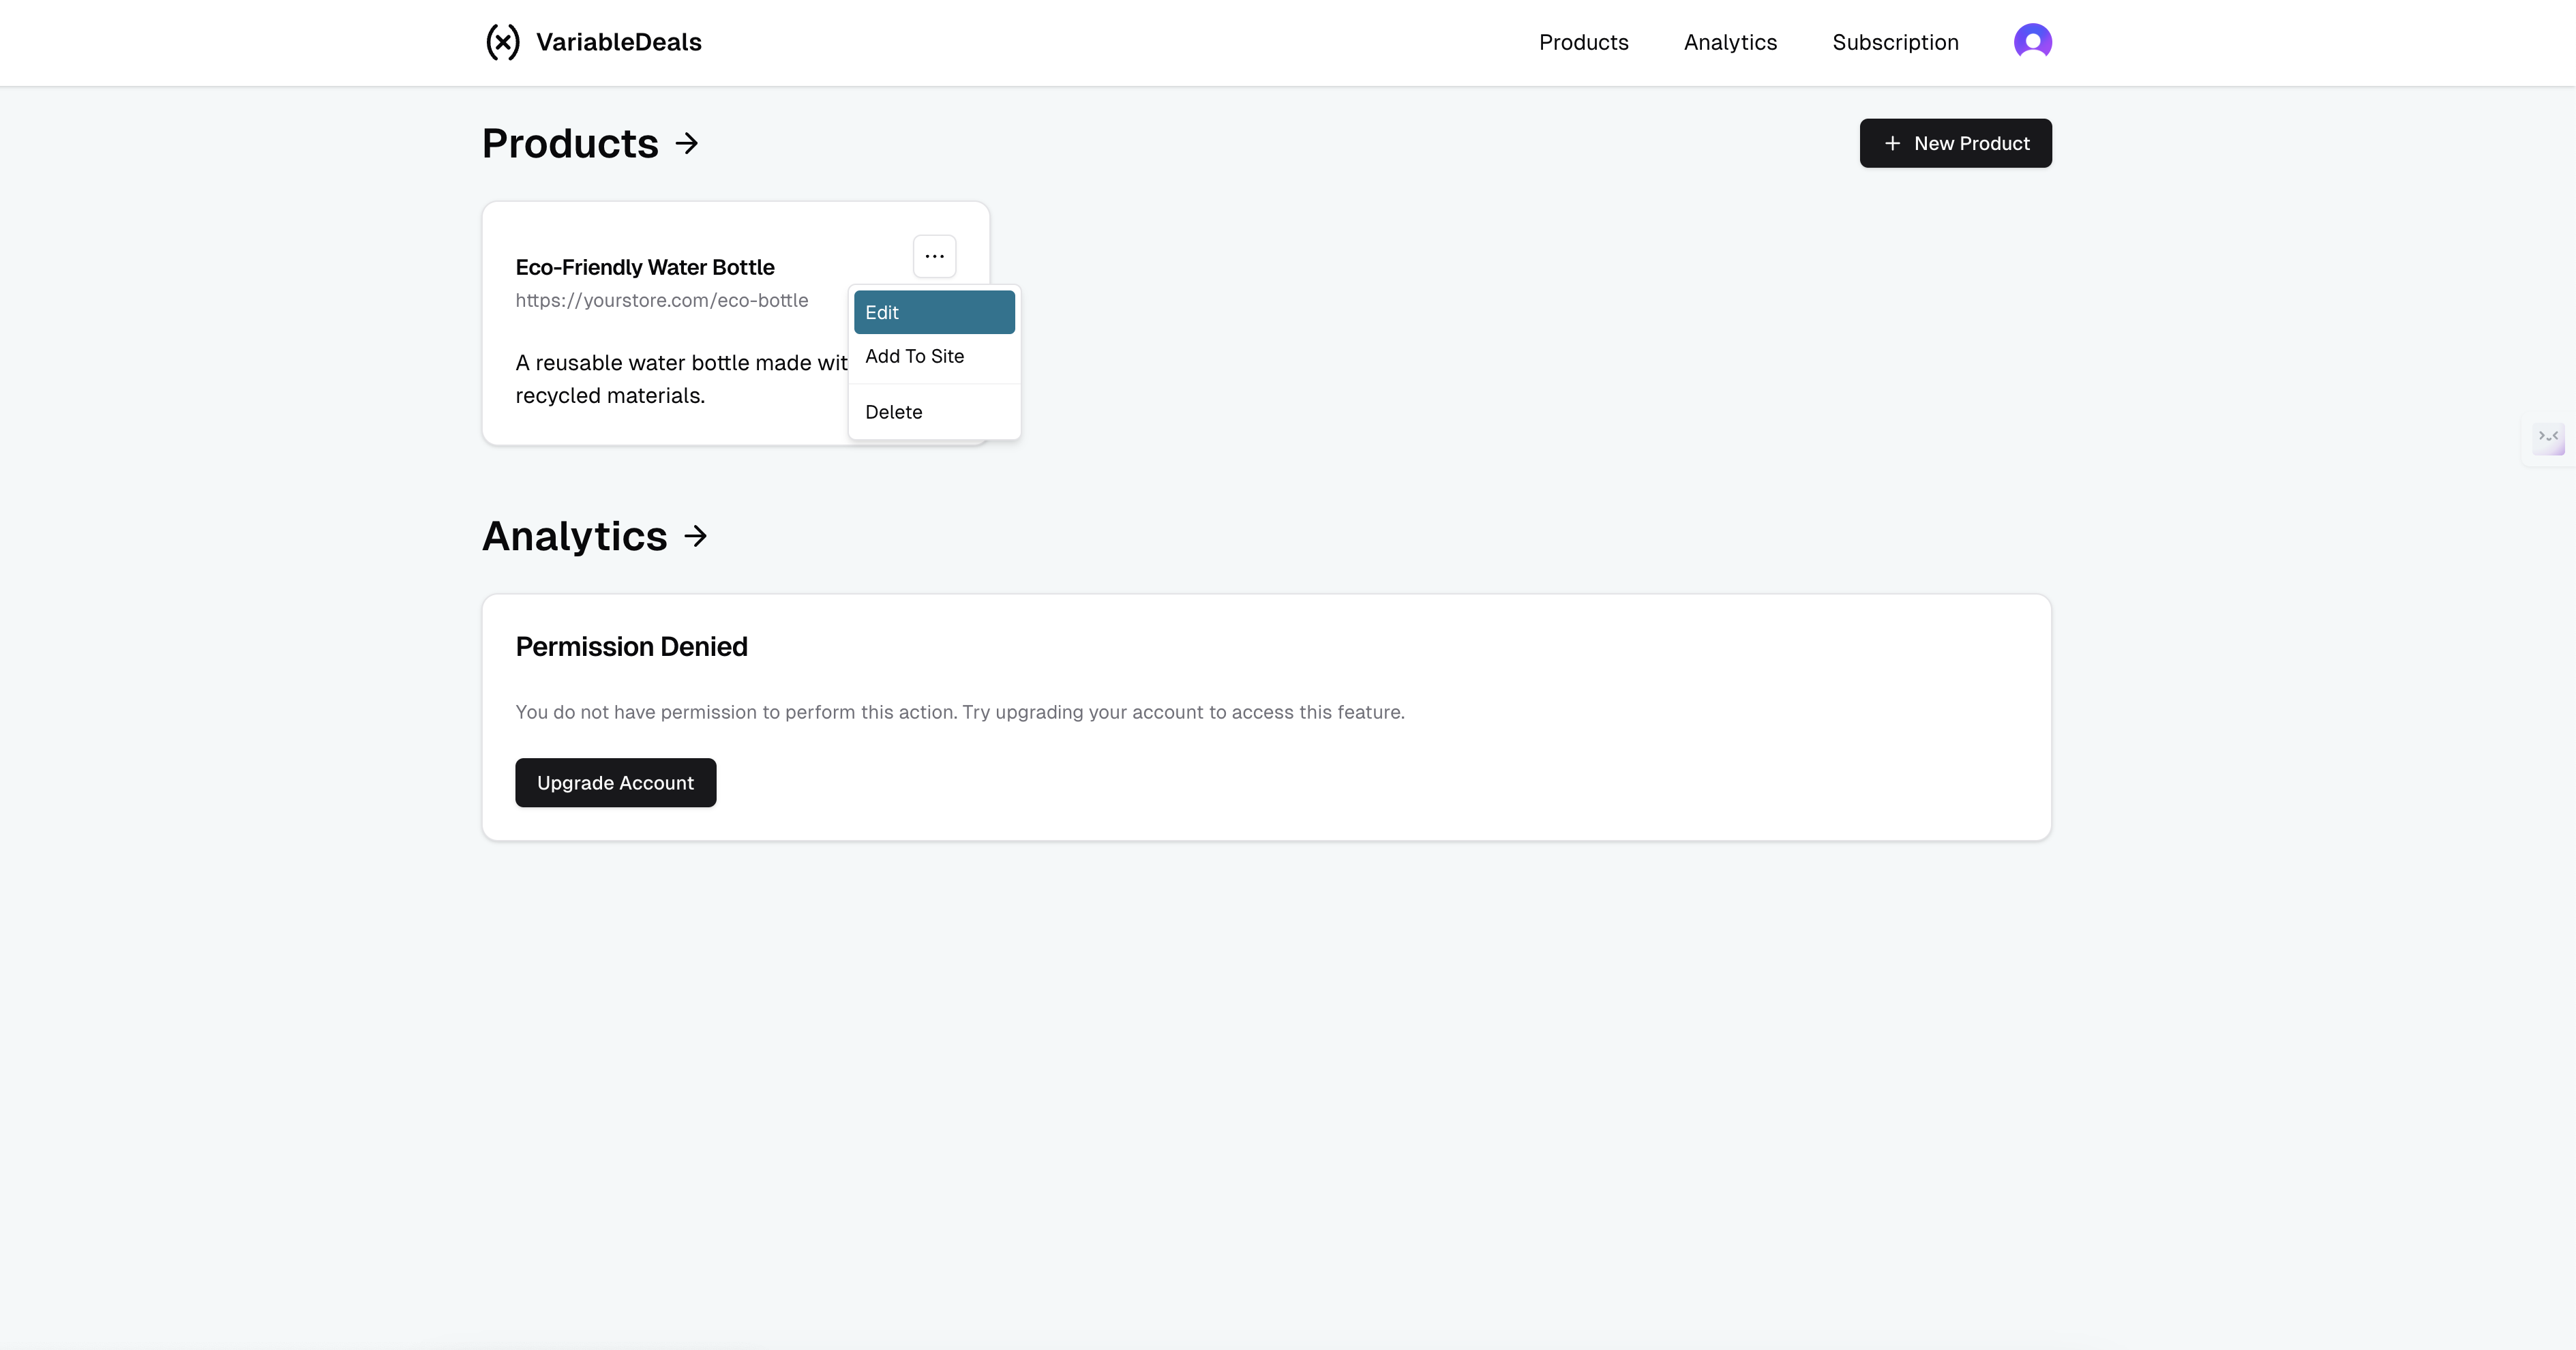 VariableDeals
Products
Analytics
Subscription
Products
New Product
Eco-Friendly Water Bottle
https://yourstore.com/eco-bottle
Edit
Add To Site
A reusable water bottle made wit
recycled materials.
Delete
Analytics
Permission Denied
You do not have permission to perform this action. Try upgrading your account to access this feature.
Upgrade Account